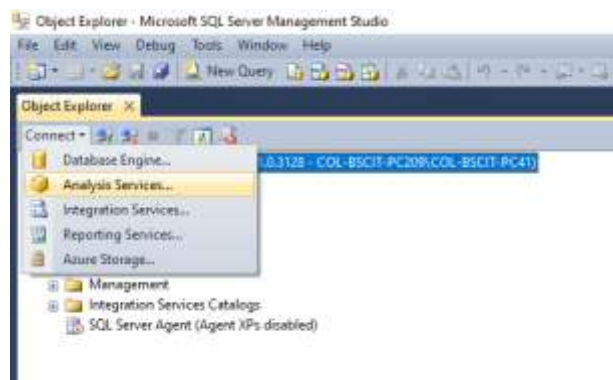 Object Explorer - Microsoft SQL Server Management Studio
File Edit View Debug Tools Window Help
New Query
Object Explorer
Connect
Database Engine...
.0.3128 - COL-BSCIT-PC209\COL-BSCIT-PC41)
Analysis Services...
Integration Services...
Reporting Services...
Azure Storage...
Management
Integration Services Catalogs
SQL Server Agent (Agent XPs disabled)